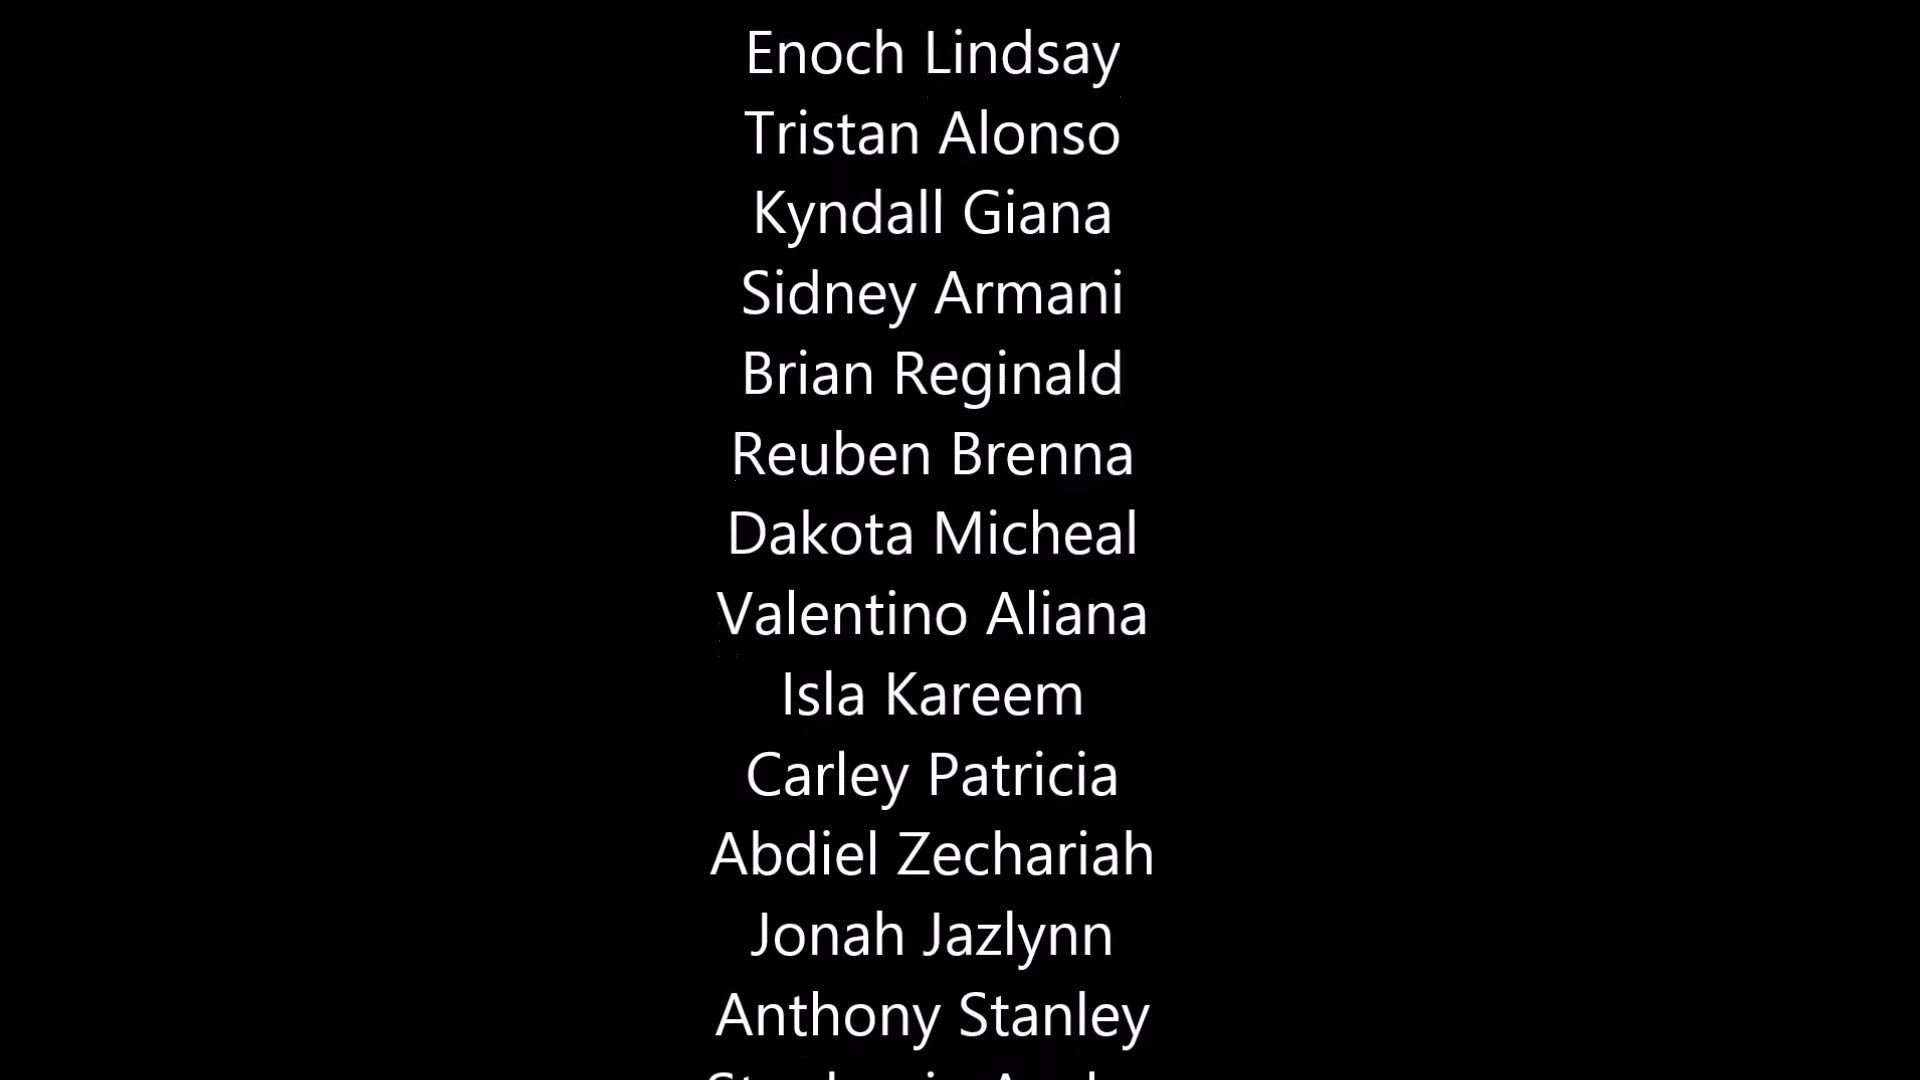 Enoch Lindsay
Tristan Alonso
Kyndall Giana
Sidney Armani
Brian Reginald
Reuben Brenna
Dakota Micheal
Valentino Aliana
Isla Kareem
Carley Patricia
Abdiel Zechariah
Jonah Jazlynn
Anthony Stanley